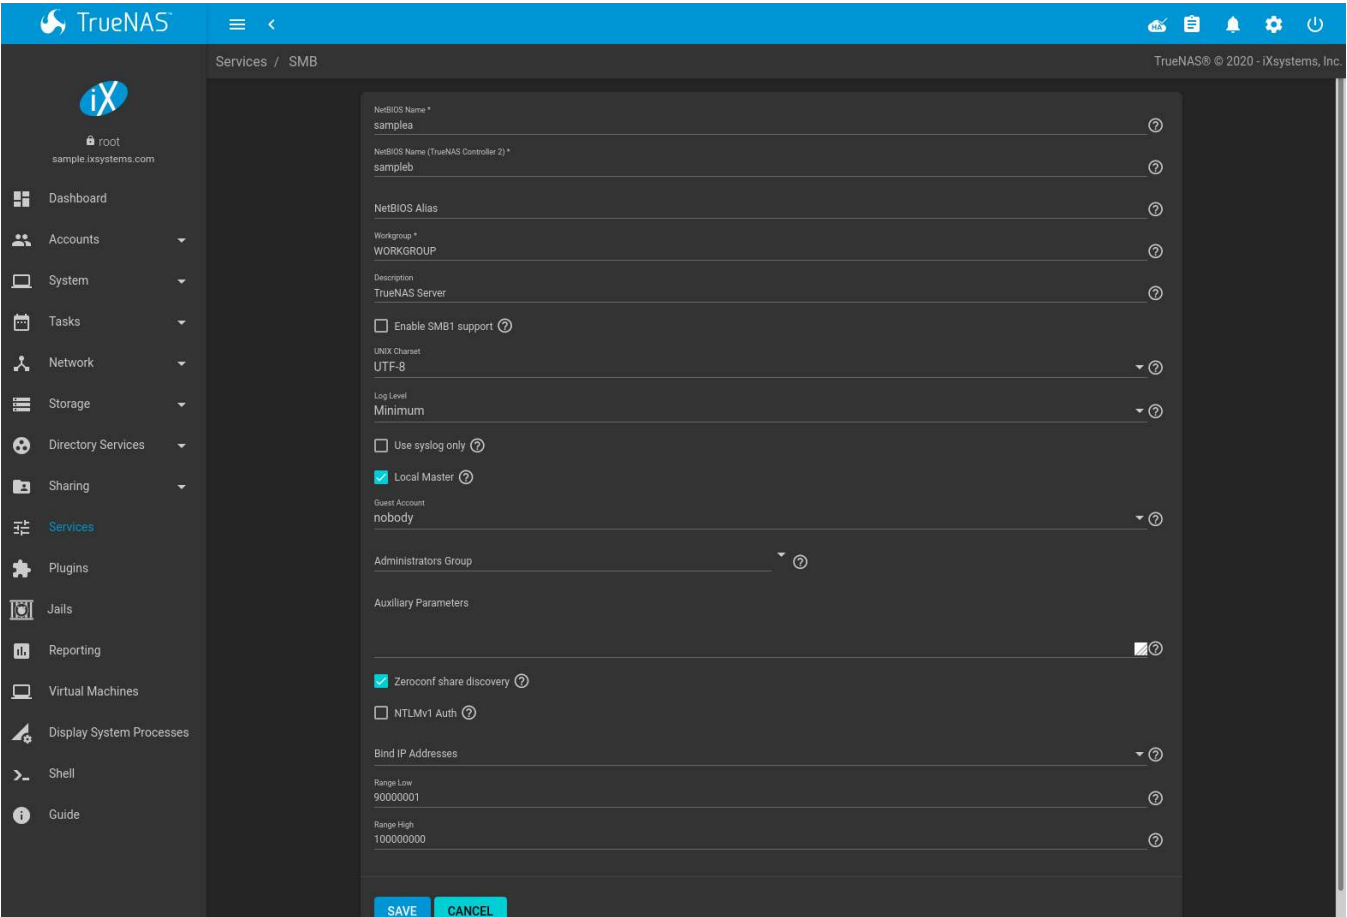 TrueNAS
HA
Services / SMB
TrueNAS® © 2020 - iXsystems, Inc.
iX
root
sample.ixsystems.com
Dashboard
Accounts
System
Tasks
Network
Storage
Directory Services
Sharing
Services
Plugins
Jails
Reporting
Virtual Machines
Display System Processes
Shell
Guide
NetBIOS Name *
samplea
NetBIOS Name (TrueNAS Controller 2) *
sampleb
NetBIOS Alias
Workgroup *
WORKGROUP
Description
TrueNAS Server
Enable SMB1 support
UNIX Charset
UTF-8
Log Level
Minimum
Use syslog only
Local Master
Guest Account
nobody
Administrators Group
Auxiliary Parameters
Zeroconf share discovery
NTLMv1 Auth
Bind IP Addresses
Range Low
90000001
Range High
100000000
SAVE CANCEL